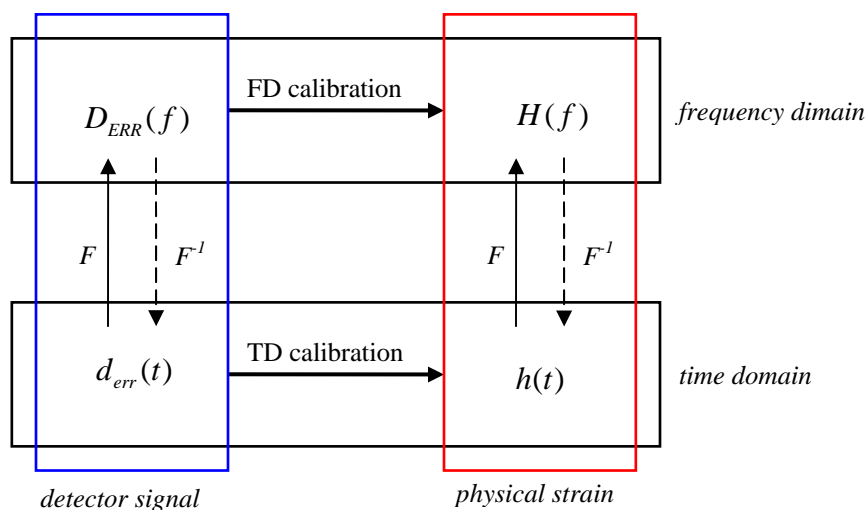 FD calibration
D_ERR(f)
H(f)
frequency dimain
F
F^-1
F
F^-1
TD calibration
d_err(t)
h(t)
time domain
detector signal
physical strain